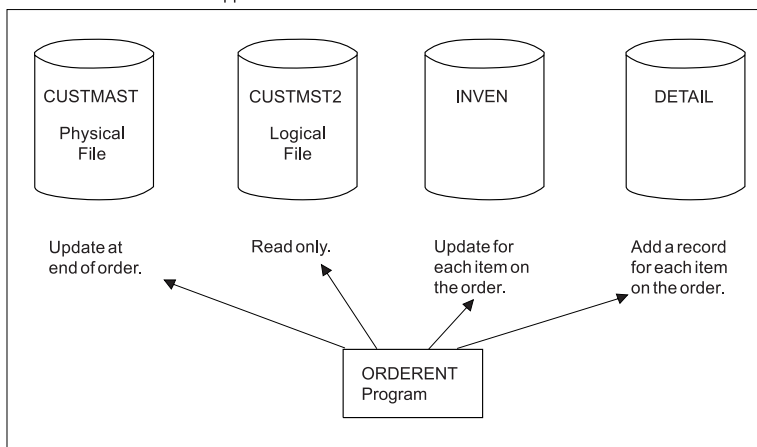 CUSTMAST
Physical
File
CUSTMST2
Logical
File
INVEN
DETAIL
Update at
end of order.
Read only.
Update for
each item on
the order.
Add a record
for each item
on the order.
ORDERENT
Program